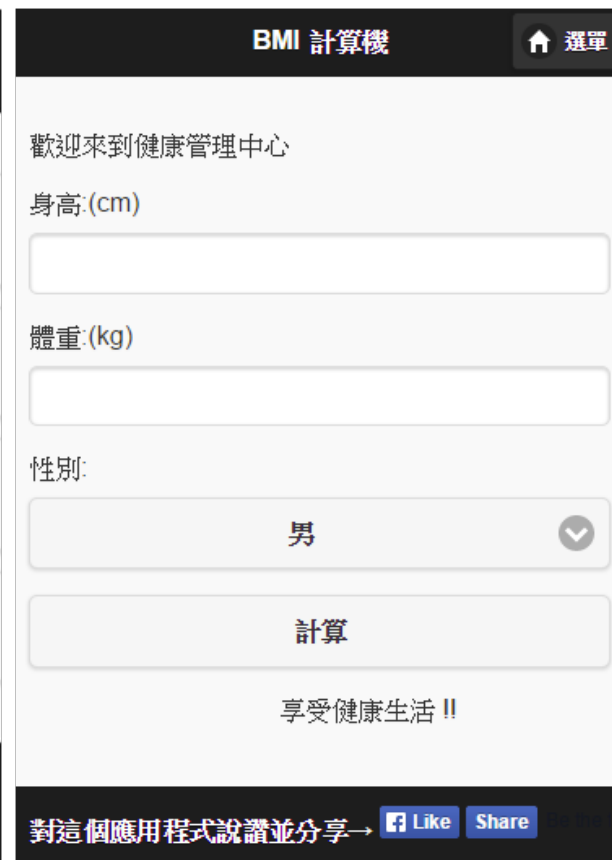 BMI 計算機
選單
歡迎來到健康管理中心
身高:(cm)
體重:(kg)
性別:
男
計算
享受健康生活 !!
對這個應用程式說讚並分享→ Like Share Be the